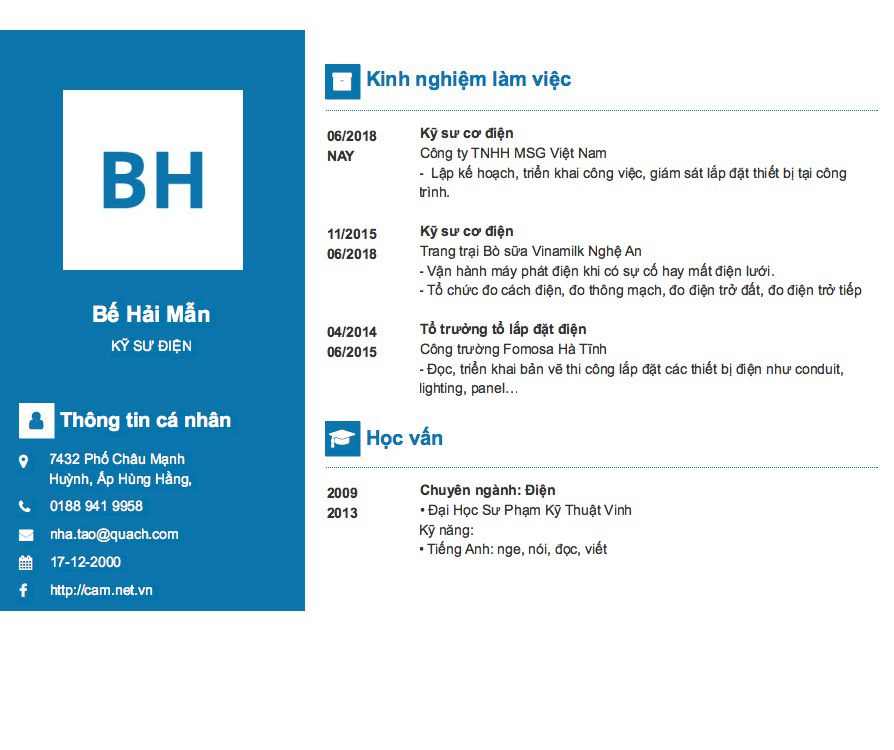 BH
Bế Hải Mẫn
KỸ SƯ ĐIỆN
Thông tin cá nhân
7432 Phố Châu Mạnh
Huỳnh, Ấp Hùng Hằng,
0188 941 9958
nha.tao@quach.com
17-12-2000
http://cam.net.vn
Kinh nghiệm làm việc
06/2018
NAY
Kỹ sư cơ điện
Công ty TNHH MSG Việt Nam
- Lập kế hoạch, triển khai công việc, giám sát lắp đặt thiết bị tại công
trình.
11/2015
06/2018
Kỹ sư cơ điện
Trang trại Bò sữa Vinamilk Nghệ An
- Vận hành máy phát điện khi có sự cố hay mất điện lưới.
- Tổ chức đo cách điện, đo thông mạch, đo điện trở đất, đo điện trở tiếp
04/2014
06/2015
Tổ trưởng tổ lắp đặt điện
Công trường Fomosa Hà Tĩnh
- Đọc, triển khai bản vẽ thi công lắp đặt các thiết bị điện như conduit,
lighting, panel…
Học vấn
2009
2013
Chuyên ngành: Điện
• Đại Học Sư Phạm Kỹ Thuật Vinh
Kỹ năng:
• Tiếng Anh: nge, nói, đọc, viết